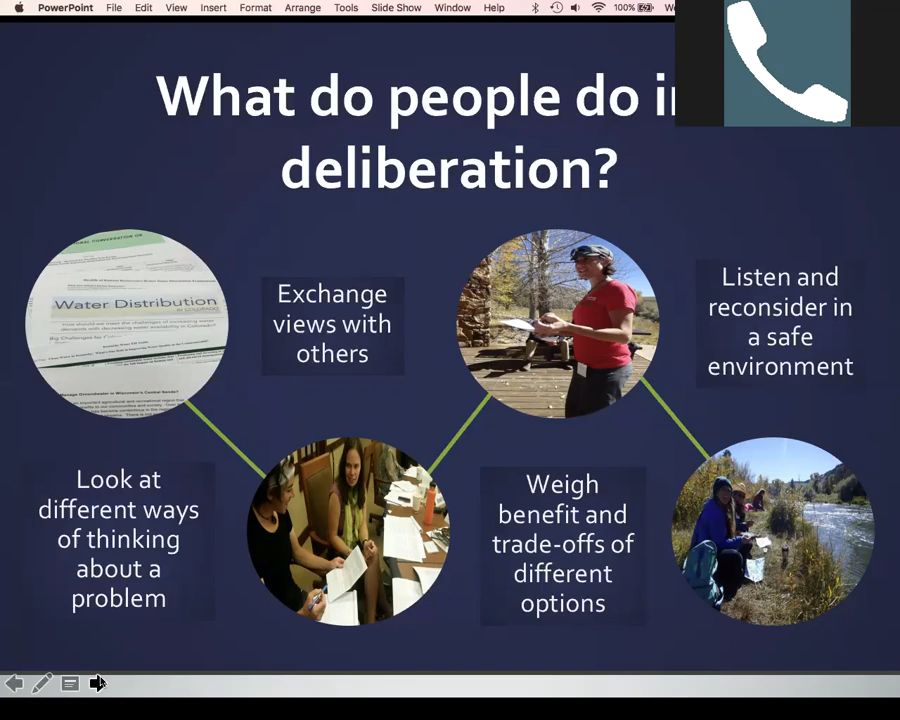 PowerPoint File Edit View Insert Format Arrange Tools Slide Show Window Help 100%
What do people do in
deliberation?
Water Distribution
Exchange
views with
others
Listen and
reconsider in
a safe
environment
Look at
different ways
of thinking
about a
problem
Weigh
benefit and
trade-offs of
different
options